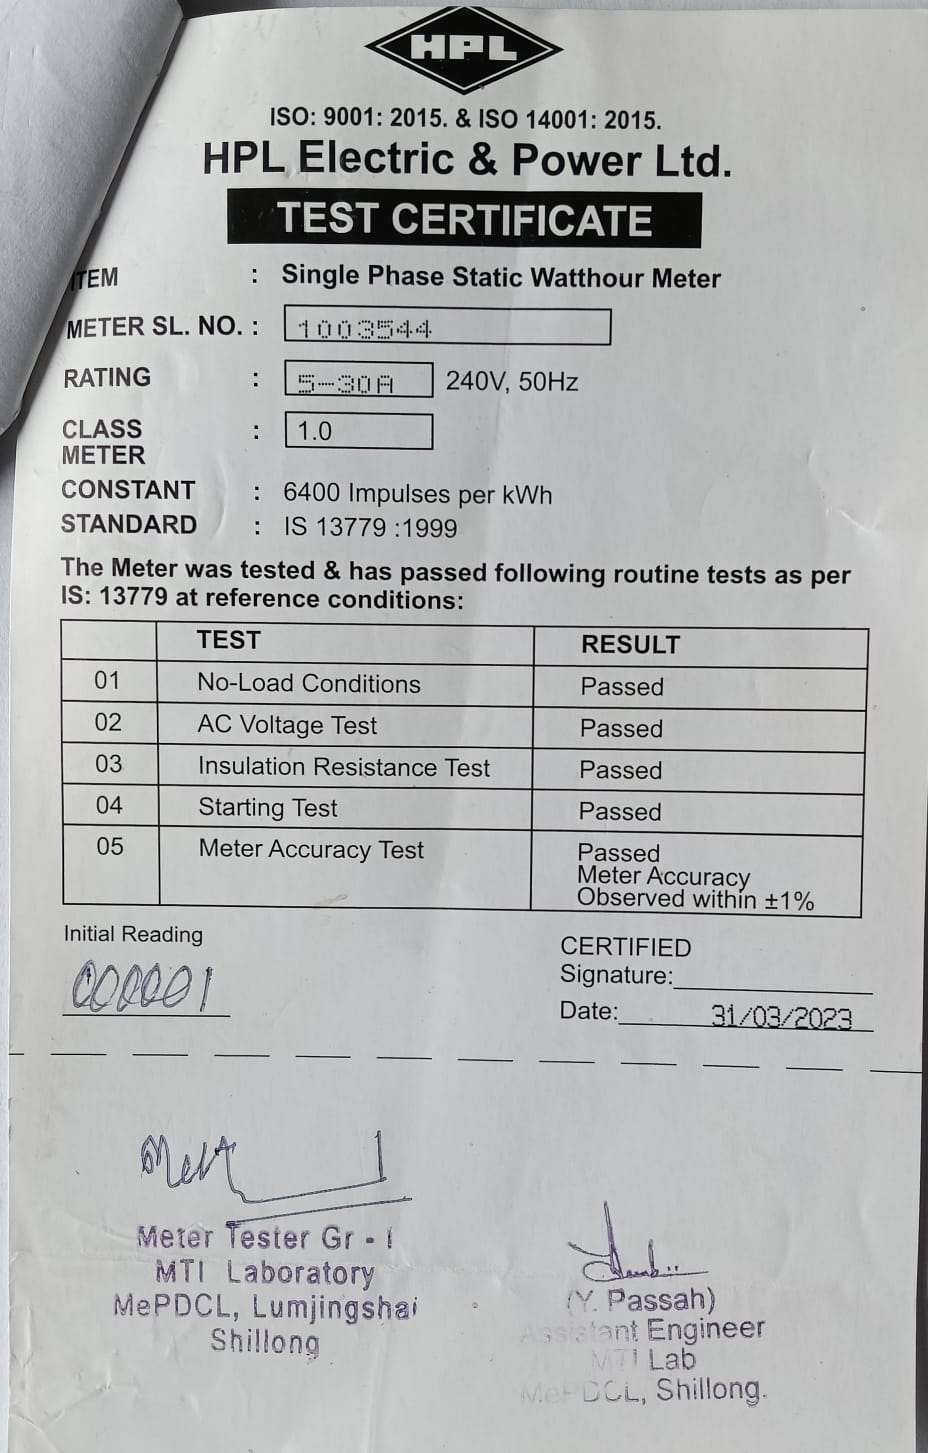 HPL
ISO: 9001: 2015. & ISO 14001: 2015.
HPL Electric & Power Ltd.
TEST CERTIFICATE
ITEM : Single Phase Static Watthour Meter
METER SL. NO. : 1003544
RATING : 5-30A 240V, 50Hz
CLASS : 1.0
METER
CONSTANT : 6400 Impulses per kWh
STANDARD : IS 13779 :1999
The Meter was tested & has passed following routine tests as per
IS: 13779 at reference conditions:
TEST RESULT
01 No-Load Conditions Passed
02 AC Voltage Test Passed
03 Insulation Resistance Test Passed
04 Starting Test Passed
05 Meter Accuracy Test Passed
Meter Accuracy
Observed within ±1%
Initial Reading
000001
CERTIFIED
Signature:
Date: 31/03/2023
Meter Tester Gr - I
MTI Laboratory
MePDCL, Lumjingshai
Shillong
(Y. Passah)
Assistant Engineer
MTI Lab
MePDCL, Shillong.